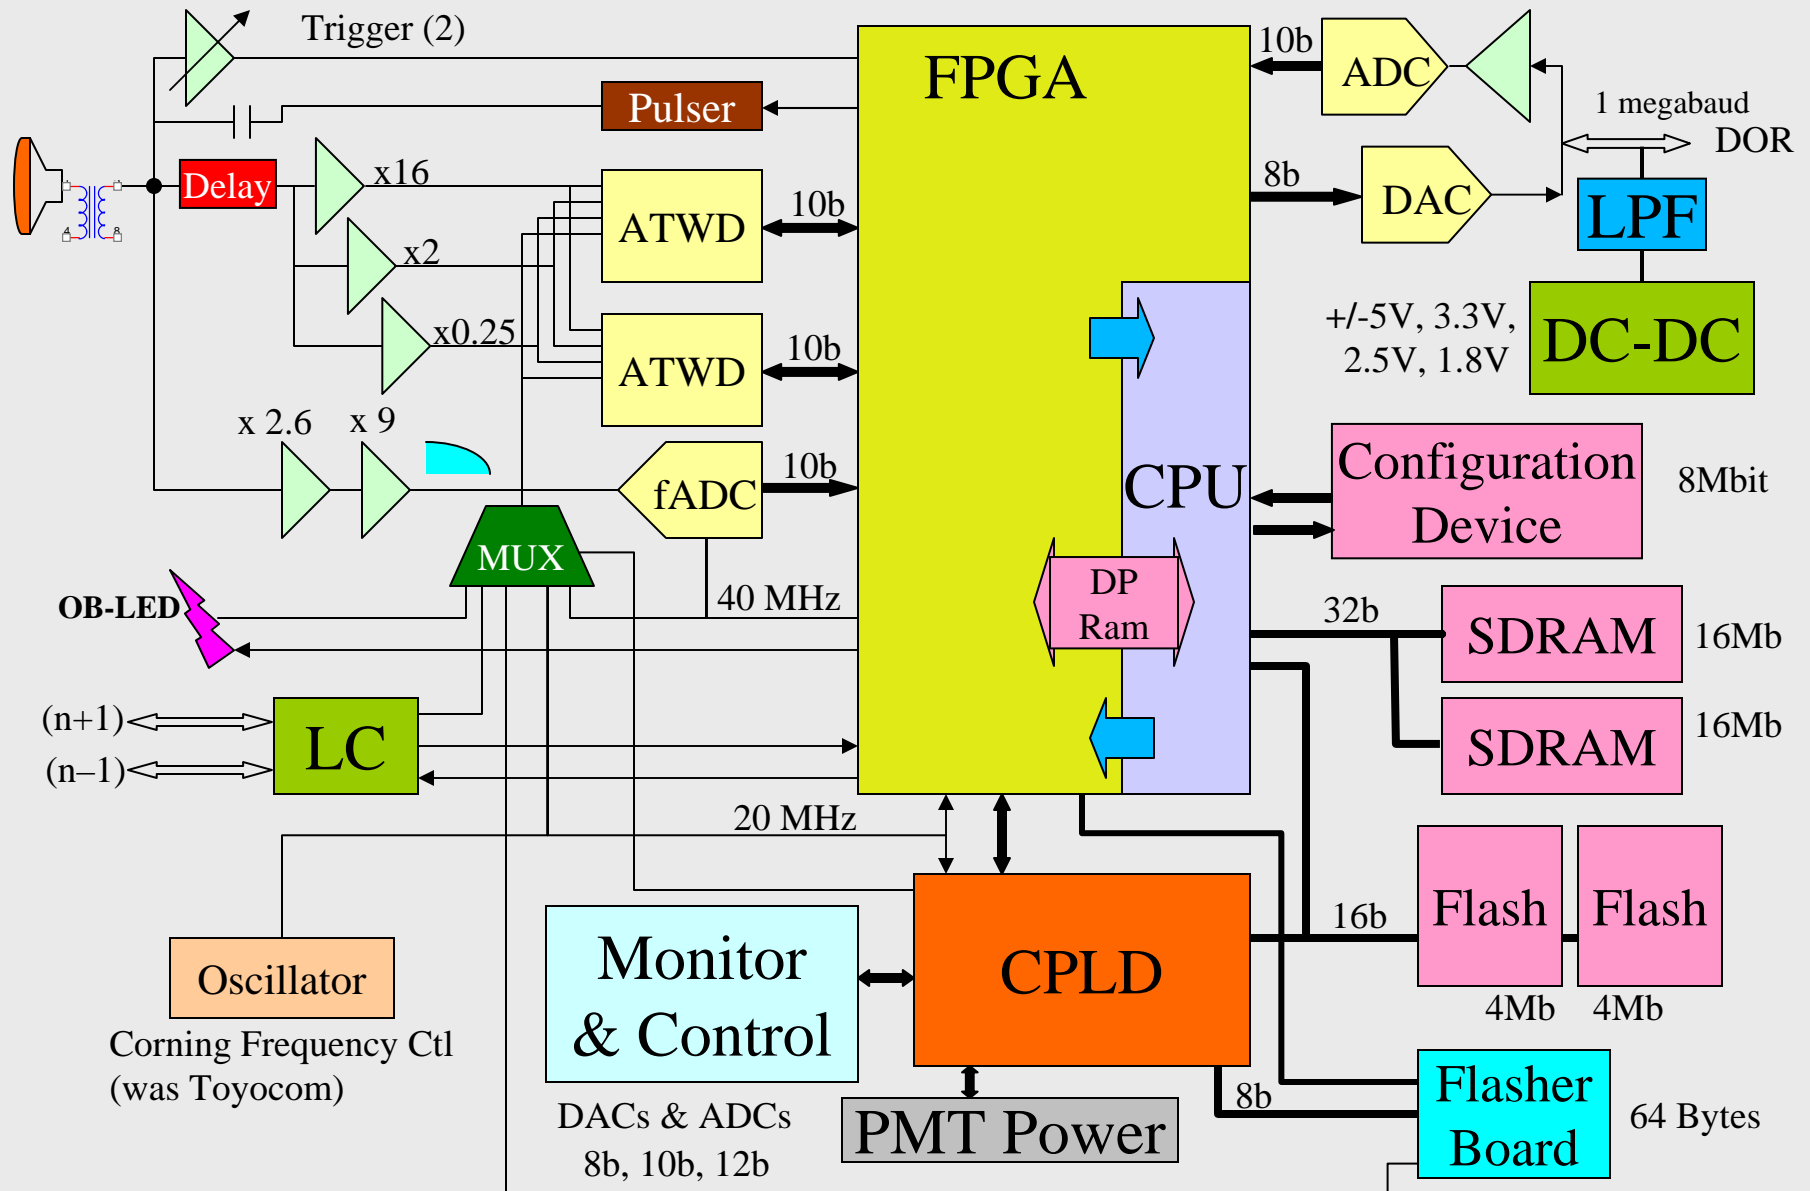 Trigger (2)
FPGA
10b
ADC
1 megabaud
DOR
Pulser
Delay
x16
ATWD
10b
8b
DAC
LPF
x2
x0.25
ATWD
10b
+/-5V, 3.3V,
2.5V, 1.8V
DC-DC
x 2.6
x 9
fADC
10b
CPU
Configuration
Device
8Mbit
MUX
OB-LED
40 MHz
DP
Ram
32b
SDRAM
16Mb
(n+1)
(n–1)
LC
SDRAM
16Mb
20 MHz
Oscillator
Corning Frequency Ctl
(was Toyocom)
Monitor
& Control
DACs & ADCs
8b, 10b, 12b
CPLD
16b
Flash
Flash
4Mb
4Mb
PMT Power
8b
Flasher
Board
64 Bytes
4
8